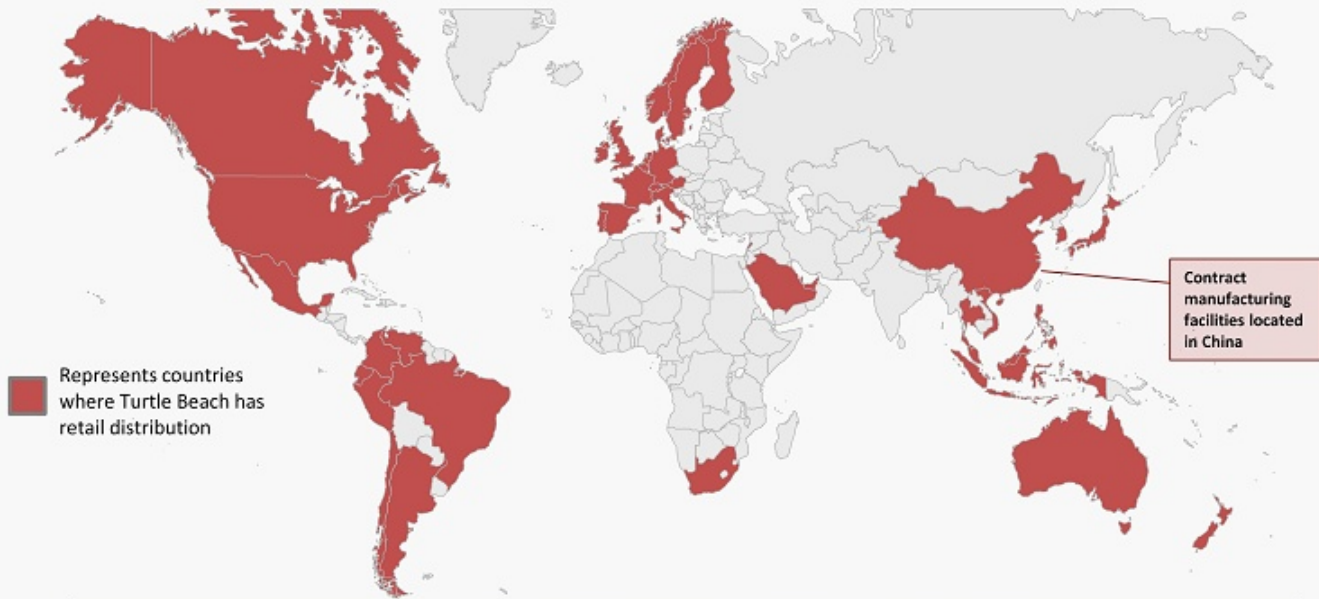 Represents countries
where Turtle Beach has
retail distribution
Contract
manufacturing
facilities located
in China